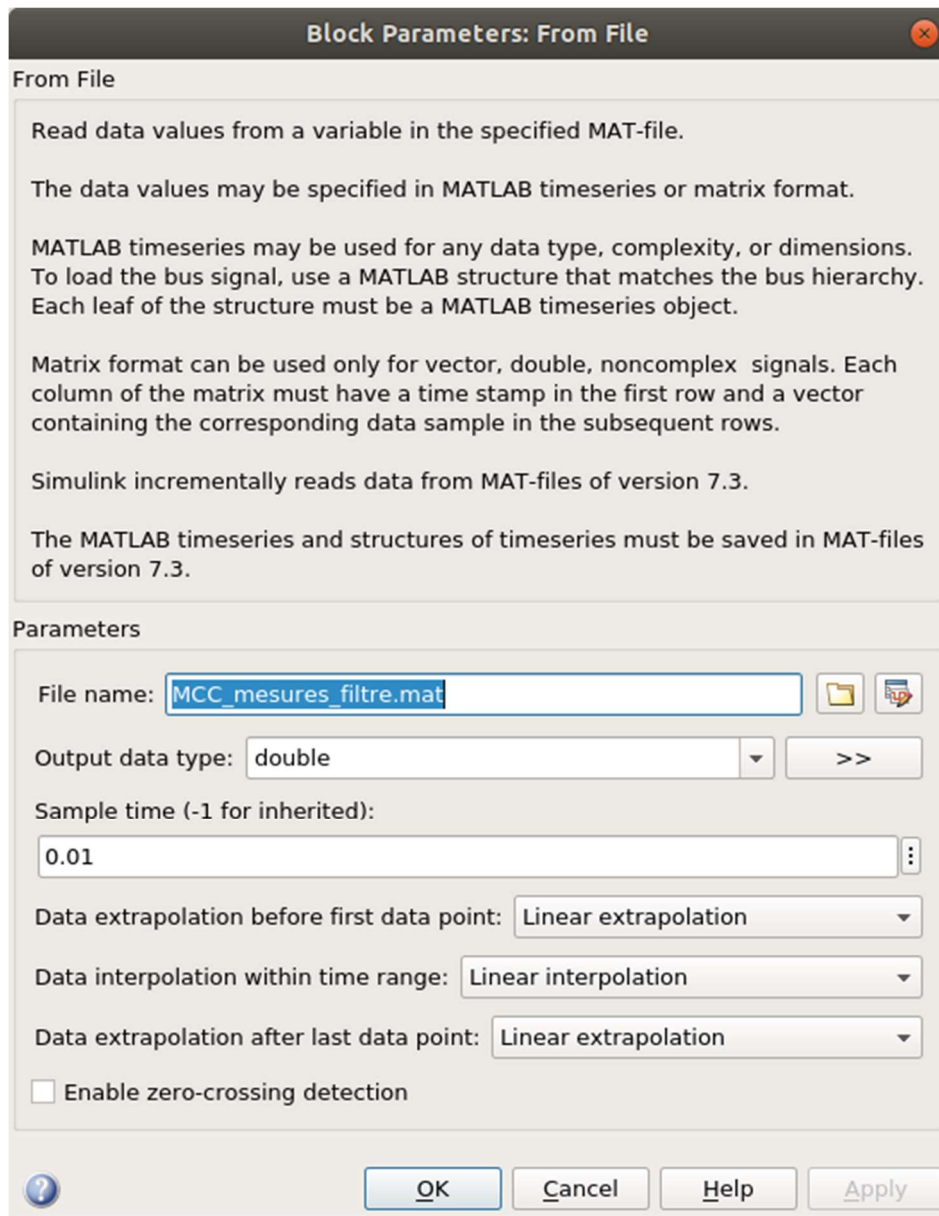 Block Parameters: From File
From File
Read data values from a variable in the specified MAT-file.
The data values may be specified in MATLAB timeseries or matrix format.
MATLAB timeseries may be used for any data type, complexity, or dimensions.
To load the bus signal, use a MATLAB structure that matches the bus hierarchy.
Each leaf of the structure must be a MATLAB timeseries object.
Matrix format can be used only for vector, double, noncomplex  signals. Each
column of the matrix must have a time stamp in the first row and a vector
containing the corresponding data sample in the subsequent rows.
Simulink incrementally reads data from MAT-files of version 7.3.
The MATLAB timeseries and structures of timeseries must be saved in MAT-files
of version 7.3.
Parameters
File name: MCC_mesures_filtre.mat
Output data type: double >>
Sample time (-1 for inherited):
0.01
Data extrapolation before first data point: Linear extrapolation
Data interpolation within time range: Linear interpolation
Data extrapolation after last data point: Linear extrapolation
Enable zero-crossing detection
? OK Cancel Help Apply